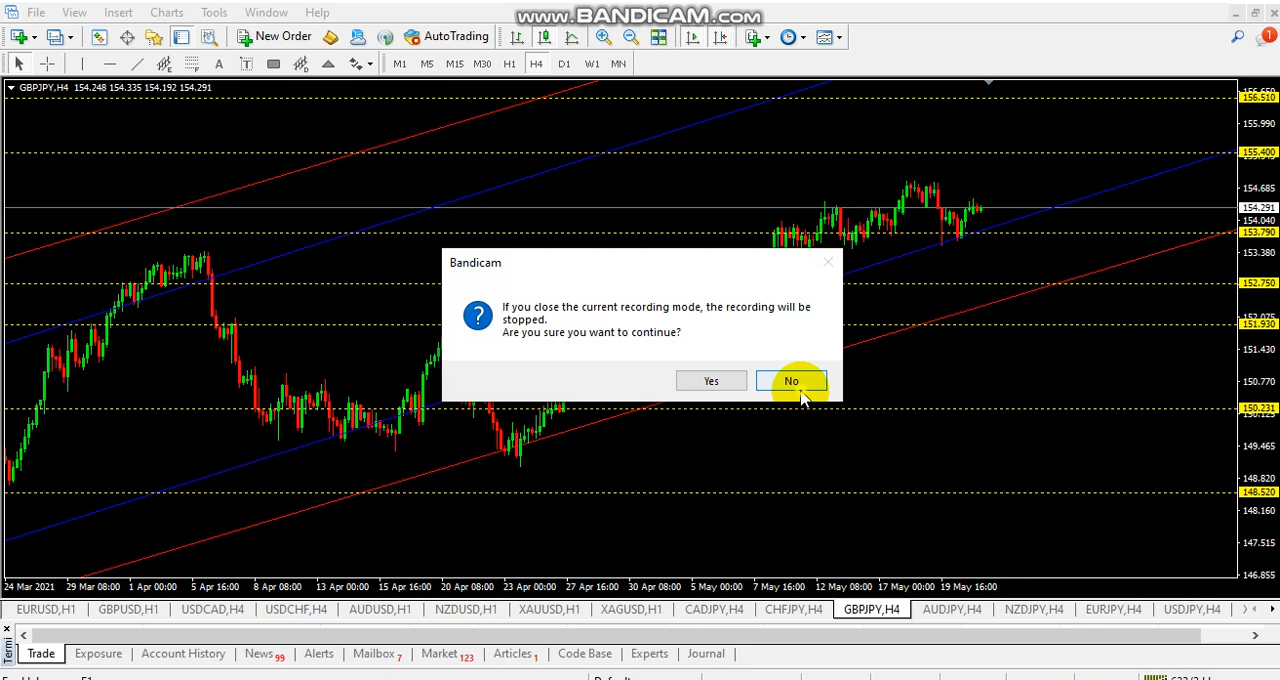 File View Insert Charts Tools Window Help
www.BANDICAM.com
New Order AutoTrading 1
A T M1 M5 M15 M30 H1 H4 D1 W1 MN
GBPJPY,H4 154.248 154.335 154.192 154.291
156.510
155.990
155.400
154.685
154.291
154.040
153.790
153.380
152.750
151.930
151.430
150.770
150.231
149.465
148.820
148.520
148.160
147.515
146.855
Bandicam
If you close the current recording mode, the recording will be
stopped.
Are you sure you want to continue?
Yes No
24 Mar 2021 29 Mar 08:00 1 Apr 00:00 5 Apr 16:00 8 Apr 08:00 13 Apr 00:00 15 Apr 16:00 20 Apr 08:00 23 Apr 00:00 27 Apr 16:00 30 Apr 08:00 5 May 00:00 7 May 16:00 12 May 08:00 17 May 00:00 19 May 16:00
EURUSD,H1 GBPUSD,H1 USDCAD,H4 USDCHF,H4 AUDUSD,H1 NZDUSD,H1 XAUUSD,H1 XAGUSD,H1 CADJPY,H4 CHFJPY,H4 GBPJPY,H4 AUDJPY,H4 NZDJPY,H4 EURJPY,H4 USDJPY,H4
Termi
Trade Exposure Account History News 99 Alerts Mailbox 7 Market 123 Articles 1 Code Base Experts Journal